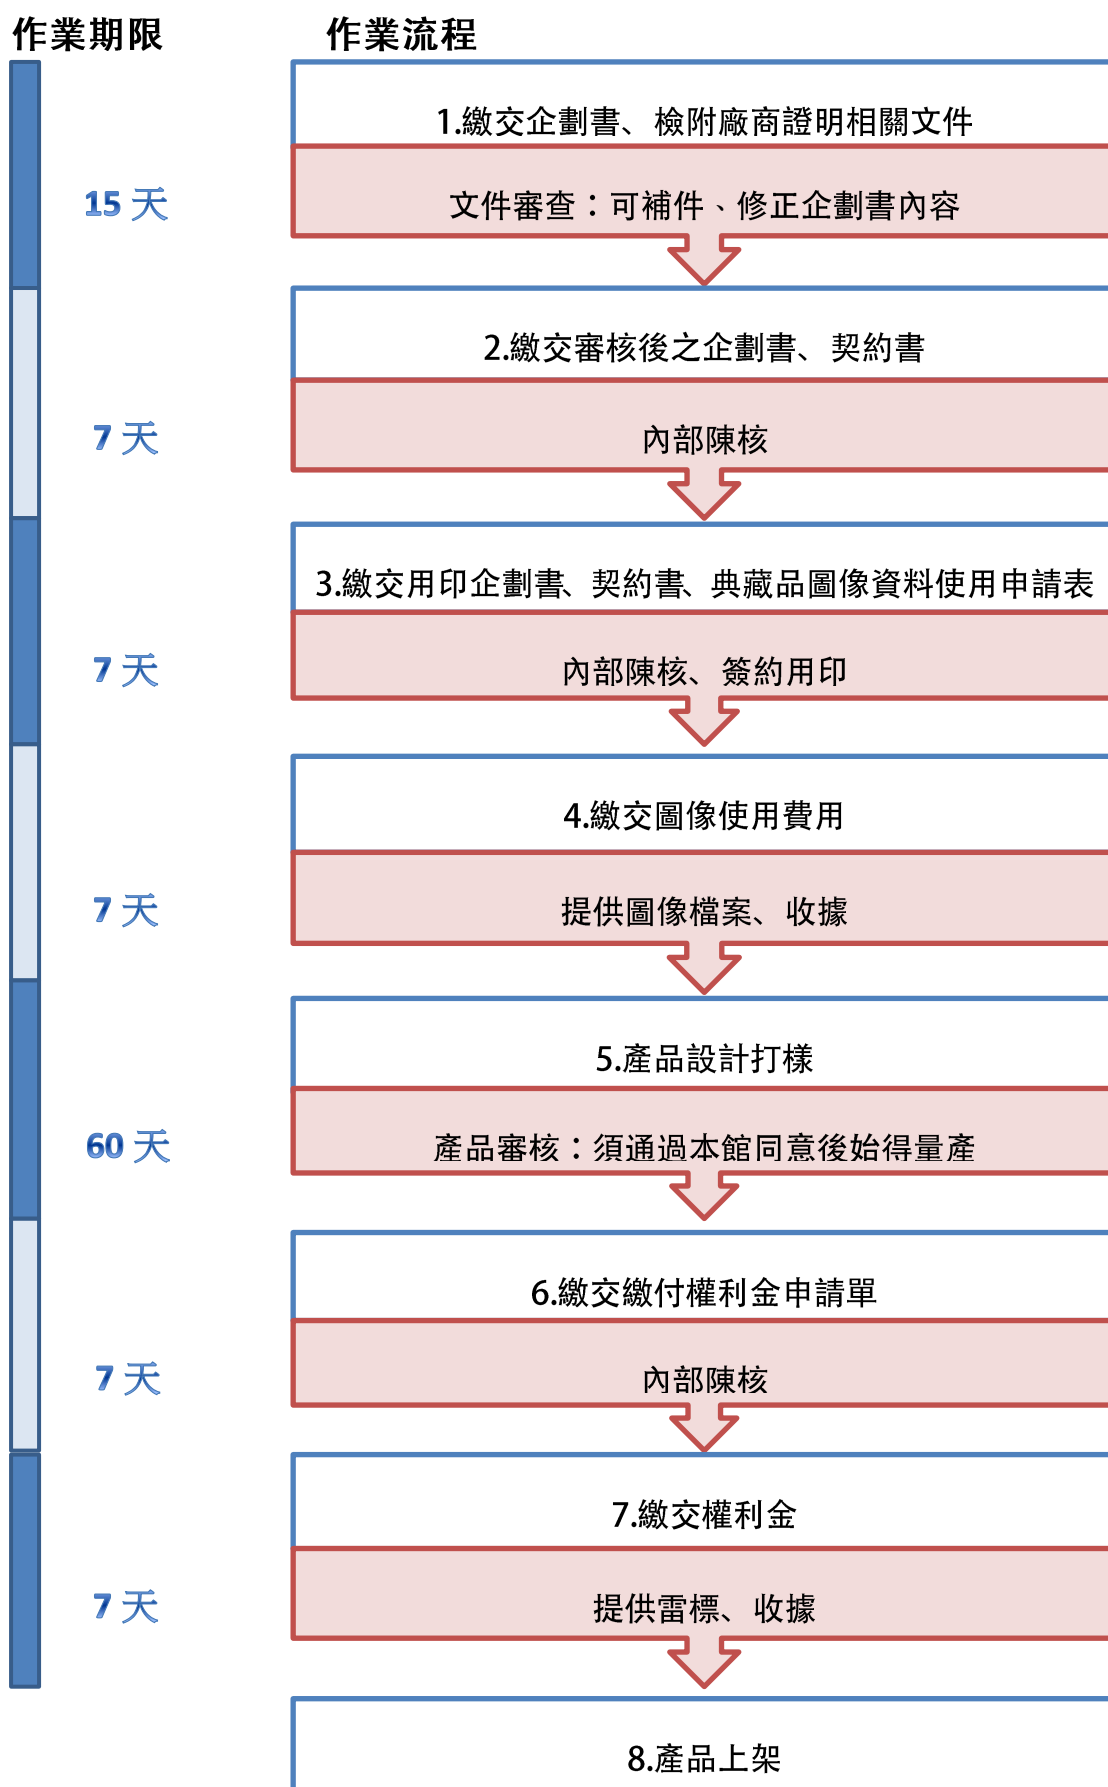 作業期限
作業流程
1.繳交企劃書、檢附廠商證明相關文件
15 天
文件審查：可補件、修正企劃書內容
2.繳交審核後之企劃書、契約書
7 天
內部陳核
3.繳交用印企劃書、契約書、典藏品圖像資料使用申請表
7 天
內部陳核、簽約用印
4.繳交圖像使用費用
7 天
提供圖像檔案、收據
5.產品設計打樣
60 天
產品審核：須通過本館同意後始得量產
6.繳交繳付權利金申請單
7 天
內部陳核
7.繳交權利金
7 天
提供雷標、收據
8.產品上架